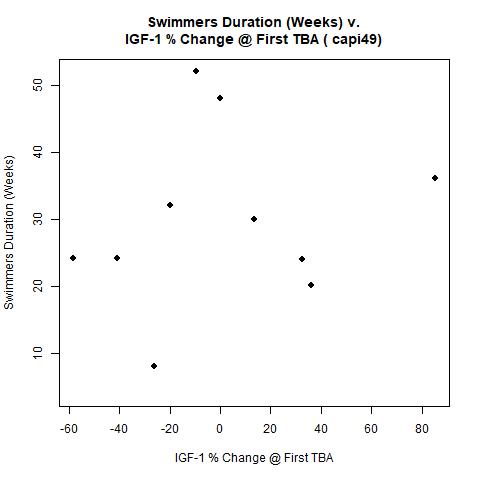 Swimmers Duration (Weeks) v.
IGF-1 % Change @ First TBA ( capi49)
Swimmers Duration (Weeks)
50
40
30
20
10
-60 -40 -20 0 20 40 60 80
IGF-1 % Change @ First TBA